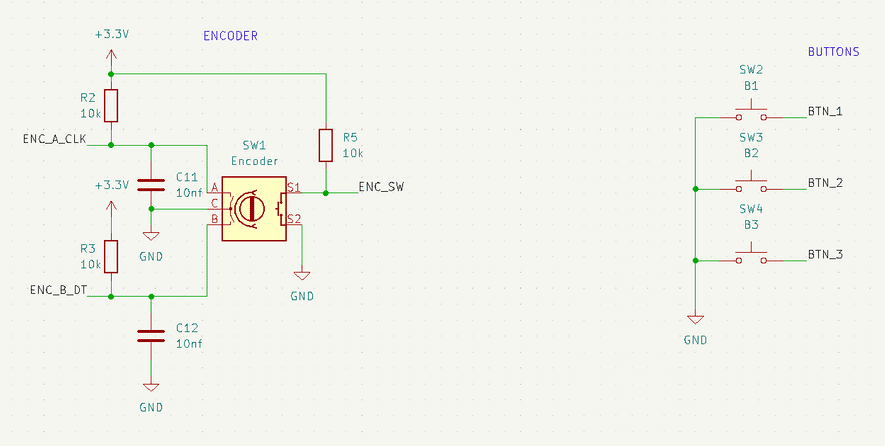 +3.3V
ENCODER
BUTTONS
SW2
B1
R2
10k
BTN_1
ENC_A_CLK
SW1
Encoder
R5
10k
SW3
B2
C11
10nf
+3.3V
A
S1
ENC_SW
BTN_2
C
B
S2
SW4
B3
GND
R3
10k
BTN_3
ENC_B_DT
GND
C12
10nf
GND
GND